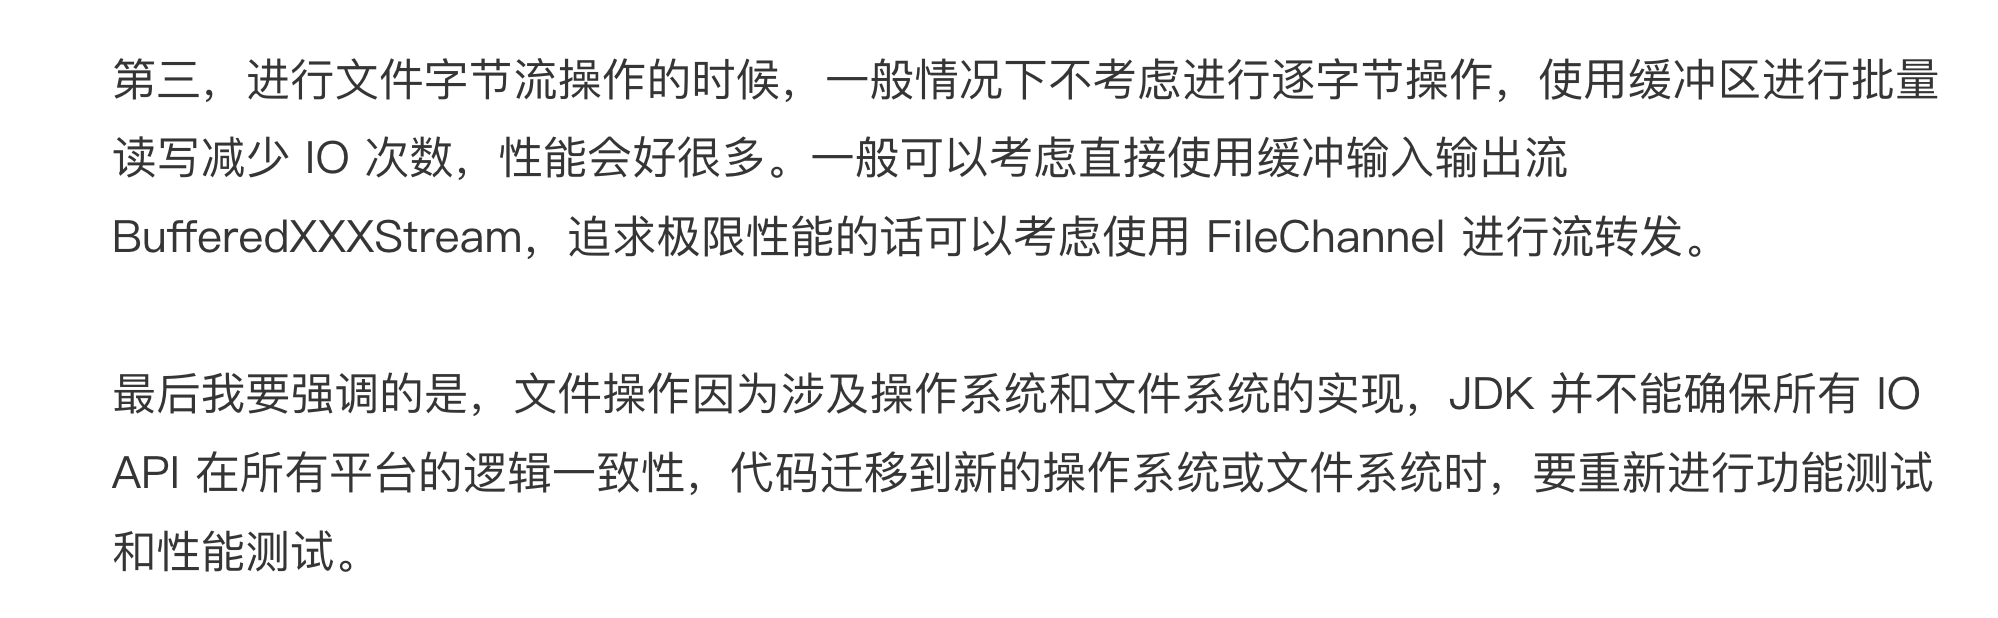 第三，进行文件字节流操作的时候，一般情况下不考虑进行逐字节操作，使用缓冲区进行批量
读写减少 IO 次数，性能会好很多。一般可以考虑直接使用缓冲输入输出流
BufferedXXXStream，追求极限性能的话可以考虑使用 FileChannel 进行流转发。
最后我要强调的是，文件操作因为涉及操作系统和文件系统的实现，JDK 并不能确保所有 IO
API 在所有平台的逻辑一致性，代码迁移到新的操作系统或文件系统时，要重新进行功能测试
和性能测试。